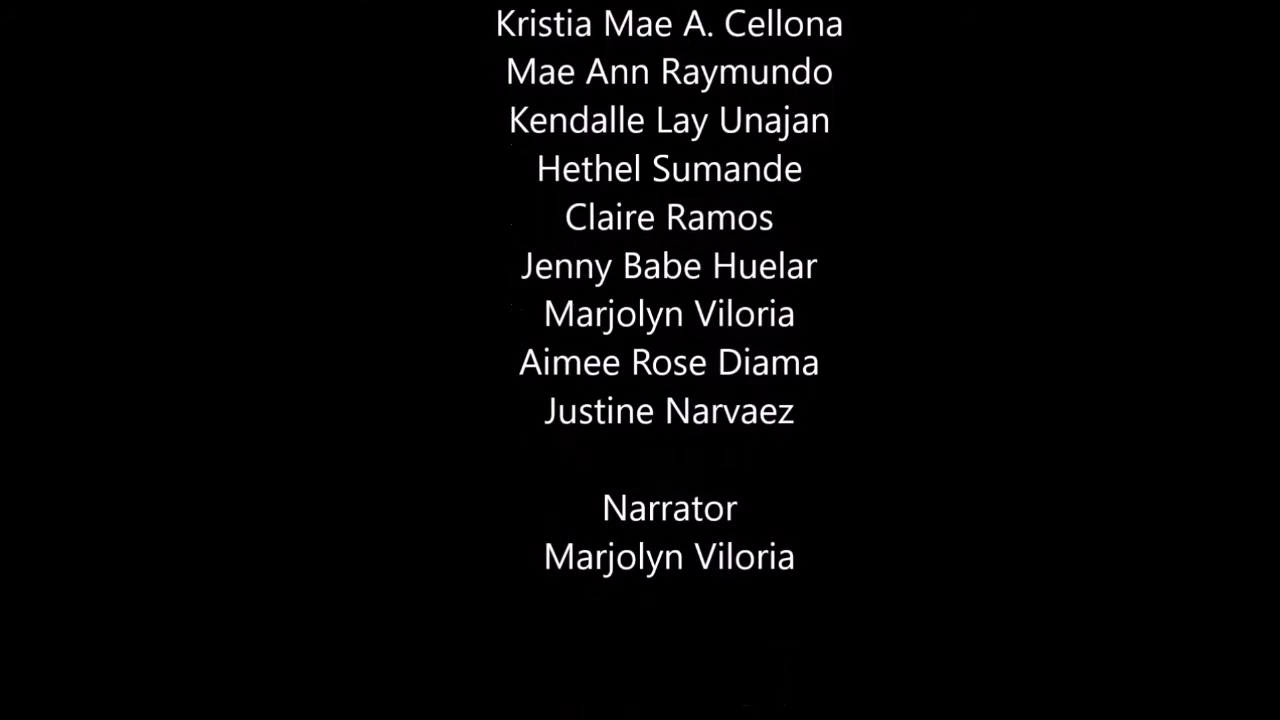 Kristia Mae A. Cellona
Mae Ann Raymundo
Kendalle Lay Unajan
Hethel Sumande
Claire Ramos
Jenny Babe Huelar
Marjolyn Viloria
Aimee Rose Diama
Justine Narvaez
Narrator
Marjolyn Viloria